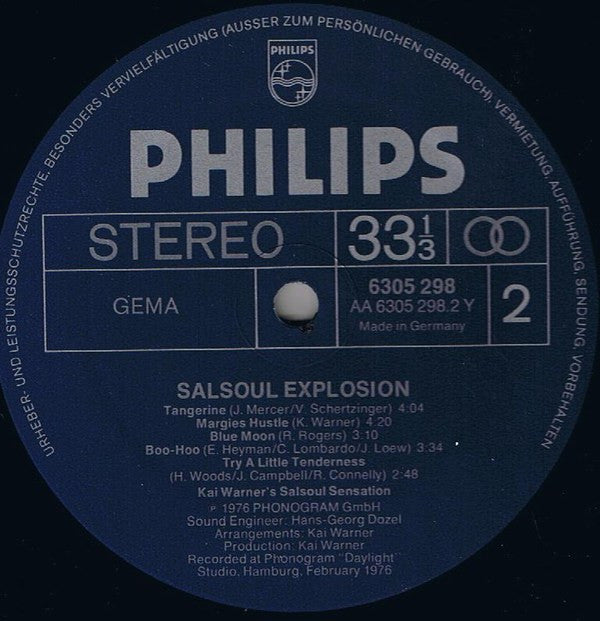 URHEBER- UND LEISTUNGSSCHUTZRECHTE, BESONDERS VERVIELFÄLTIGUNG (AUSSER ZUM PERSÖNLICHEN GEBRAUCH), VERMIETUNG, AUFFÜHRUNG, SENDUNG, VORBEHALTEN
PHILIPS
PHILIPS
STEREO
33 1/3
GEMA
6305 298
AA 6305 298.2 Y
Made in Germany
2
SALSOUL EXPLOSION
Tangerine (J. Mercer/V. Schertzinger) 4:04
Margies Hustle (K. Warner) 4:20
Blue Moon (R. Rogers) 3:10
Boo-Hoo (E. Heyman/C. Lombardo/J. Loew) 3:34
Try A Little Tenderness
(H. Woods/J. Campbell/R. Connelly) 2:48
Kai Warner's Salsoul Sensation
℗ 1976 PHONOGRAM GmbH
Sound Engineer: Hans-Georg Dozel
Arrangements: Kai Warner
Production: Kai Warner
Recorded at Phonogram "Daylight"
Studio, Hamburg, February 1976